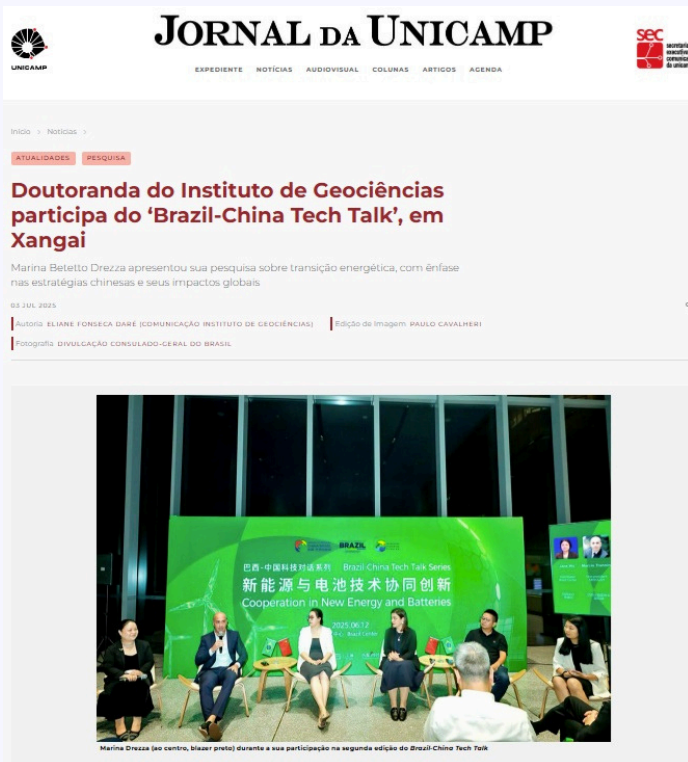 JORNAL DA UNICAMP
UNICAMP
sec
EXPEDIENTE NOTÍCIAS AUDIOVISUAL COLUNAS ARTIGOS AGENDA
Início > Notícias >
ATUALIDADES PESQUISA
Doutoranda do Instituto de Geociências
participa do ‘Brazil-China Tech Talk’, em
Xangai
Marina Betetto Drezza apresentou sua pesquisa sobre transição energética, com ênfase
nas estratégias chinesas e seus impactos globais
03 JUL 2025
Autoria ELIANE FONSECA DARÉ (COMUNICAÇÃO INSTITUTO DE GEOCIÊNCIAS) Edição de Imagem PAULO CAVALHERI
Fotografia DIVULGAÇÃO CONSULADO-GERAL DO BRASIL
BRAZIL
巴西-中国科技对话系列 Brazil-China Tech Talk Series
新能源与电池技术协同创新
Cooperation in New Energy and Batteries
2025.06.12
Marina Drezza (ao centro, blazer preto) durante a sua participação na segunda edição do Brazil-China Tech Talk